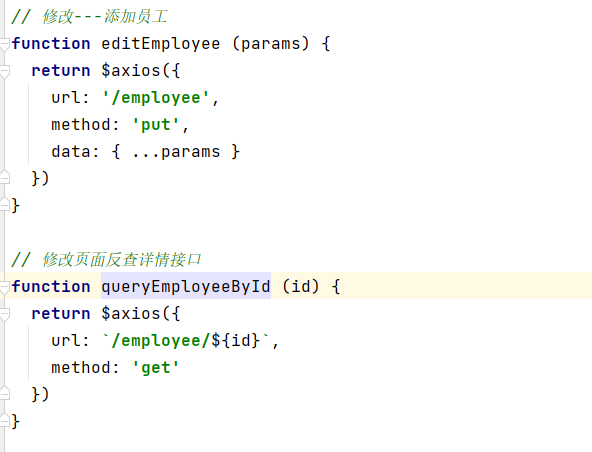 // 修改---添加员工
function editEmployee (params) {
  return $axios({
    url: '/employee',
    method: 'put',
    data: { ...params }
  })
}

// 修改页面反查详情接口
function queryEmployeeById (id) {
  return $axios({
    url: `/employee/${id}`,
    method: 'get'
  })
}